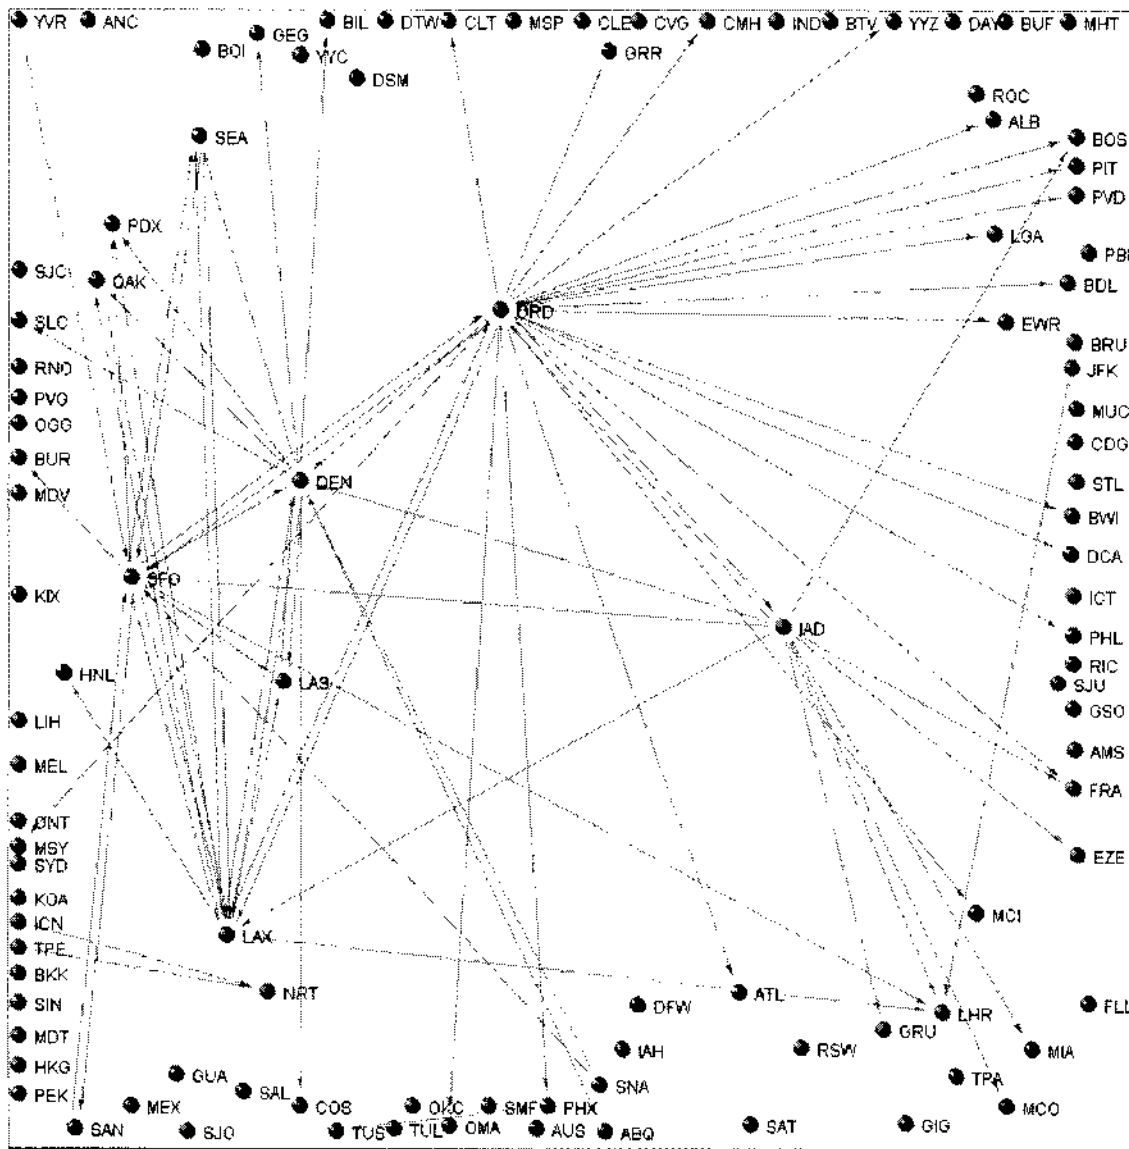 YVR ANC BIL DTW CLT MSP CLE CVG CMH IND BTV YYZ DAY BUF MHT
GEG
BOI YYC GRR
DSM
ROC
ALB
SEA BOS
PIT
PVD
PDX
LGA
PBI
SJC
OAK BDL
ORD
SLC EWR
BRU
RNO JFK
PVG
MUC
OGG
CDG
BUR
DEN STL
MDV
BWI
DCA
SFO
KIX ICT
IAD PHL
RIC
HNL LAS SJU
GSO
LIH
AMS
MEL
FRA
ONT
MSY EZE
SYD
KOA
MCI
ICN
LAX
TPE
BKK
NRT ATL
SIN DFW LHR FLL
GRU
MDT
IAH RSW MIA
HKG
GUA TPA
SNA
PEK SAL
MEX COS OKC SMF PHX MCO
SAN SJO TUS TUL OMA AUS ABQ SAT GIG